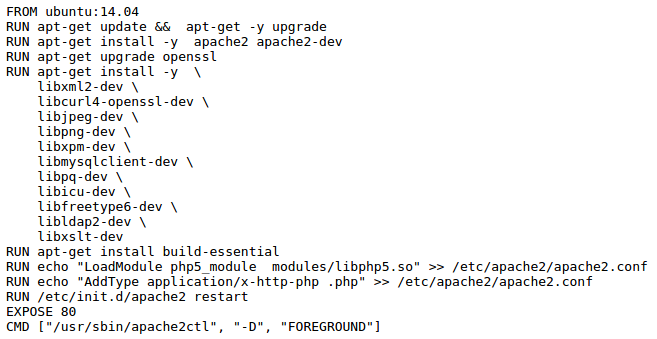 FROM ubuntu:14.04
RUN apt-get update &&  apt-get -y upgrade
RUN apt-get install -y  apache2 apache2-dev
RUN apt-get upgrade openssl
RUN apt-get install -y  \
    libxml2-dev \
    libcurl4-openssl-dev \
    libjpeg-dev \
    libpng-dev \
    libxpm-dev \
    libmysqlclient-dev \
    libpq-dev \
    libicu-dev \
    libfreetype6-dev \
    libldap2-dev \
    libxslt-dev
RUN apt-get install build-essential
RUN echo "LoadModule php5_module  modules/libphp5.so" >> /etc/apache2/apache2.conf
RUN echo "AddType application/x-http-php .php" >> /etc/apache2/apache2.conf
RUN /etc/init.d/apache2 restart
EXPOSE 80
CMD ["/usr/sbin/apache2ctl", "-D", "FOREGROUND"]